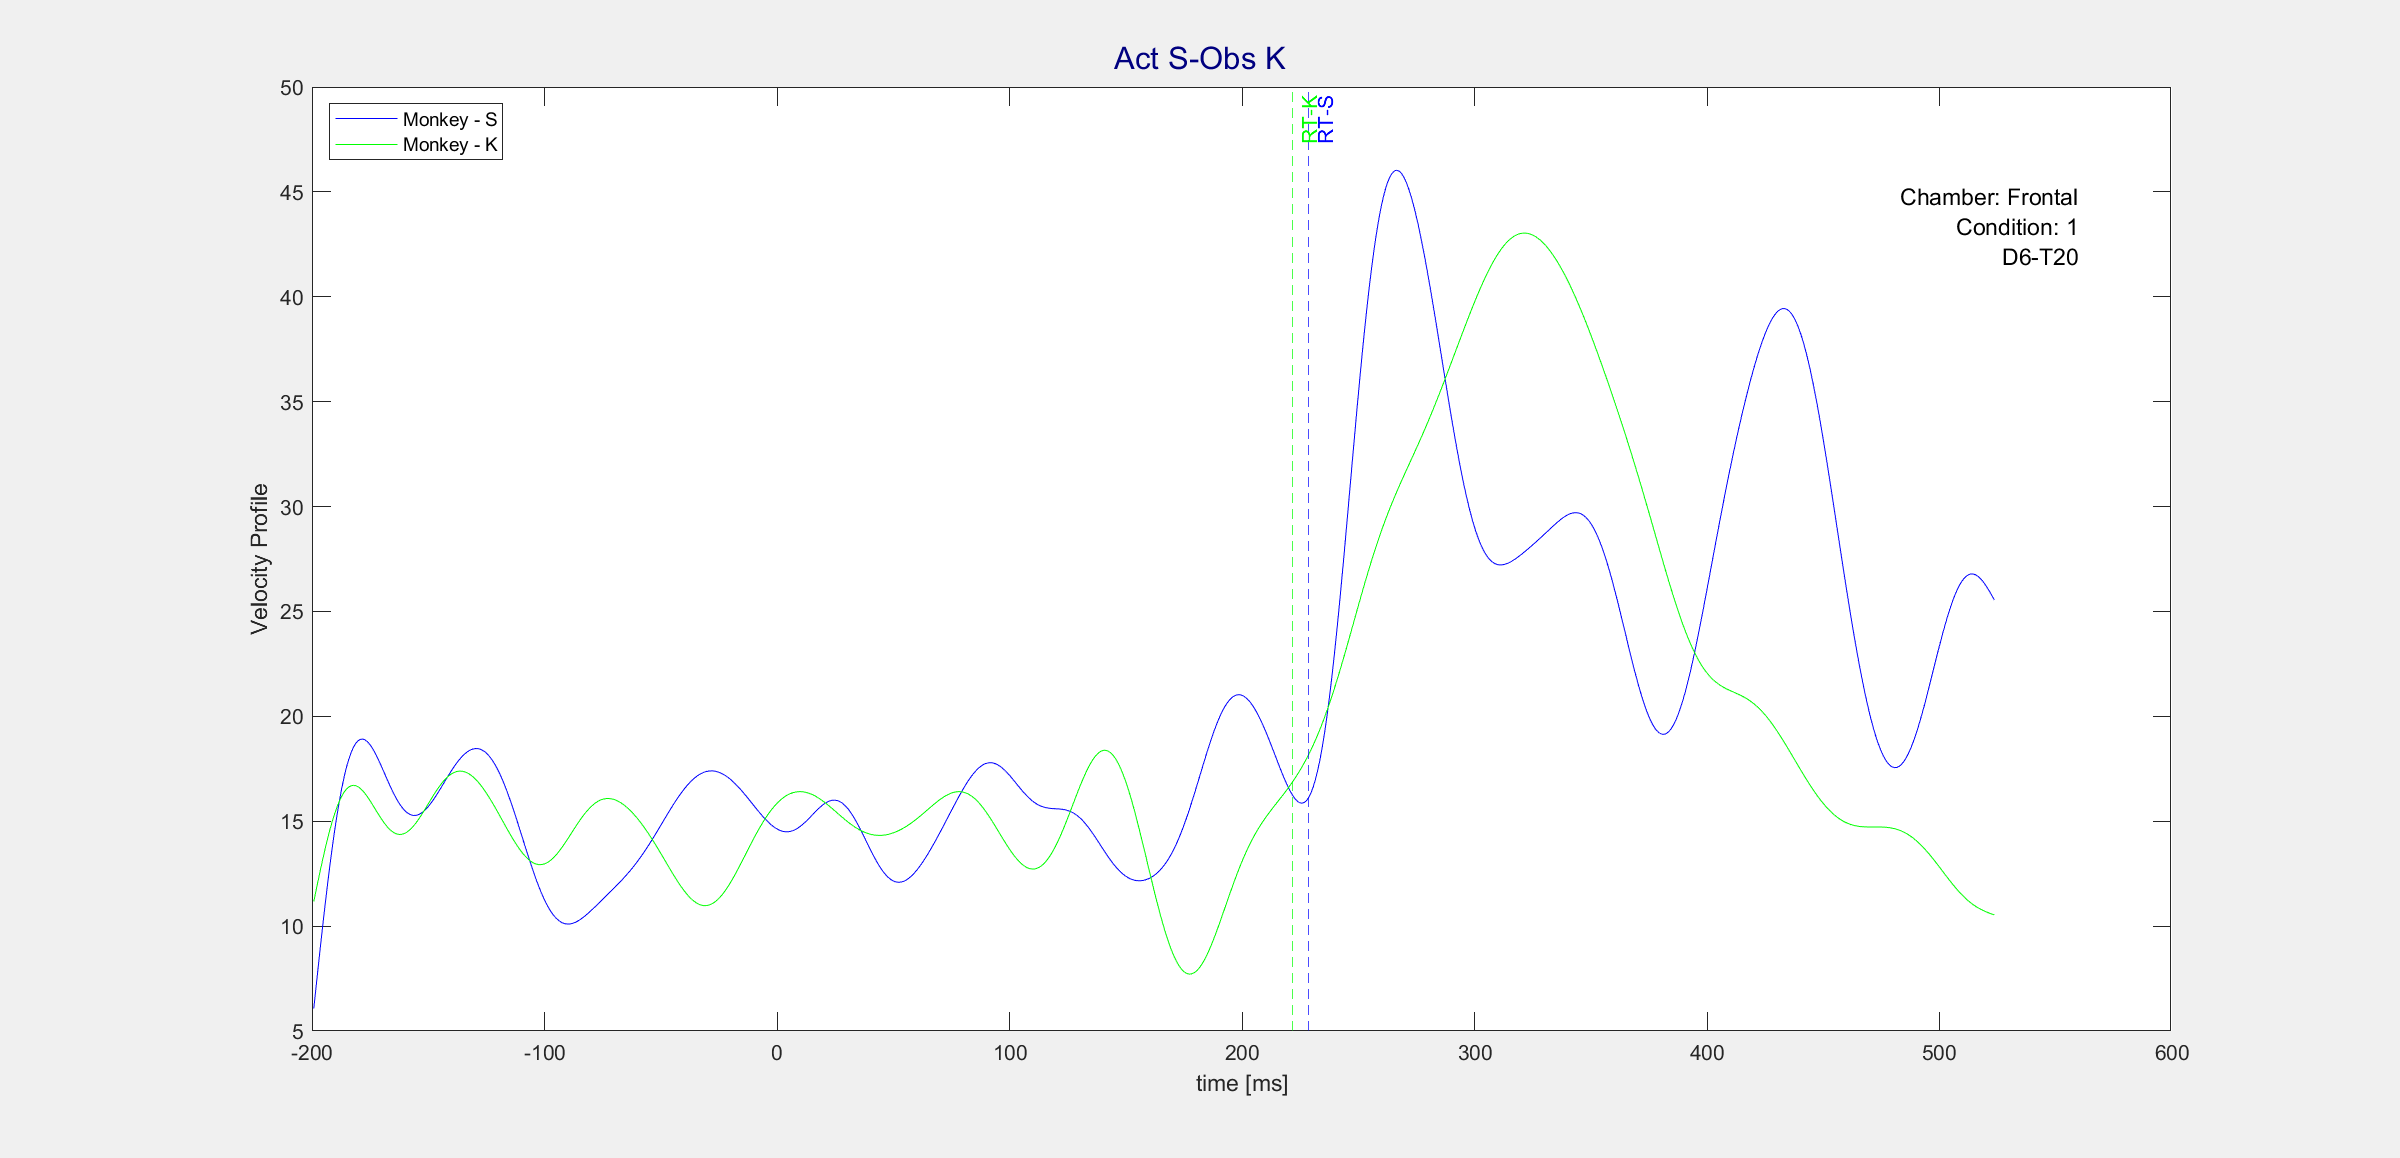 Act S-Obs K
50
45
40
35
30
25
20
15
10
5
Velocity Profile
Monkey - S
Monkey - K
RT-K
RT-S
Chamber: Frontal
Condition: 1
D6-T20
-200 -100 0 100 200 300 400 500 600
time [ms]